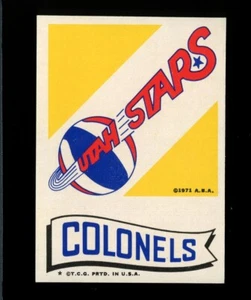 UTAH STARS
©1971 A.B.A.
COLONELS
* ©T.C.G. PRTD. IN U.S.A.